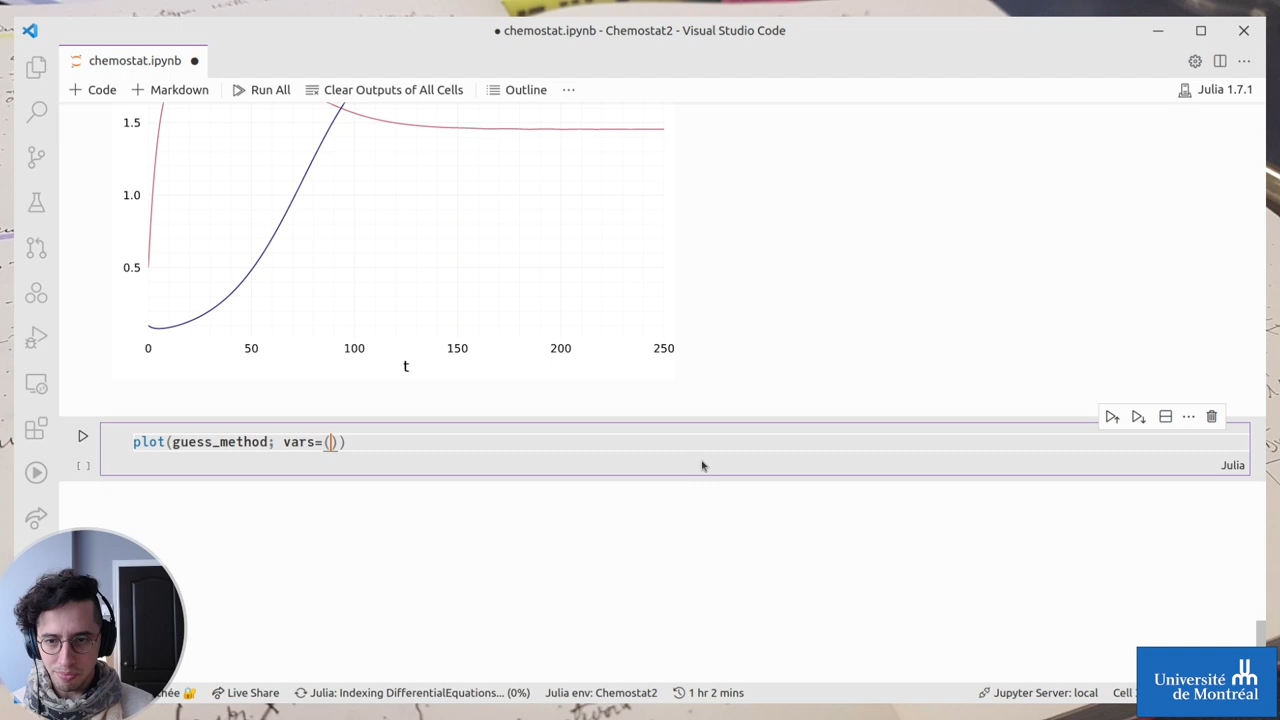 ● chemostat.ipynb - Chemostat2 - Visual Studio Code
chemostat.ipynb ●
Code Markdown Run All Clear Outputs of All Cells Outline ··· Julia 1.7.1
1.5
1.0
0.5
0 50 100 150 200 250
t
plot(guess_method; vars=())
[ ] Julia
Live Share Julia: Indexing DifferentialEquations... (0%) Julia env: Chemostat2 1 hr 2 mins Jupyter Server: local Cell
Université
de Montréal